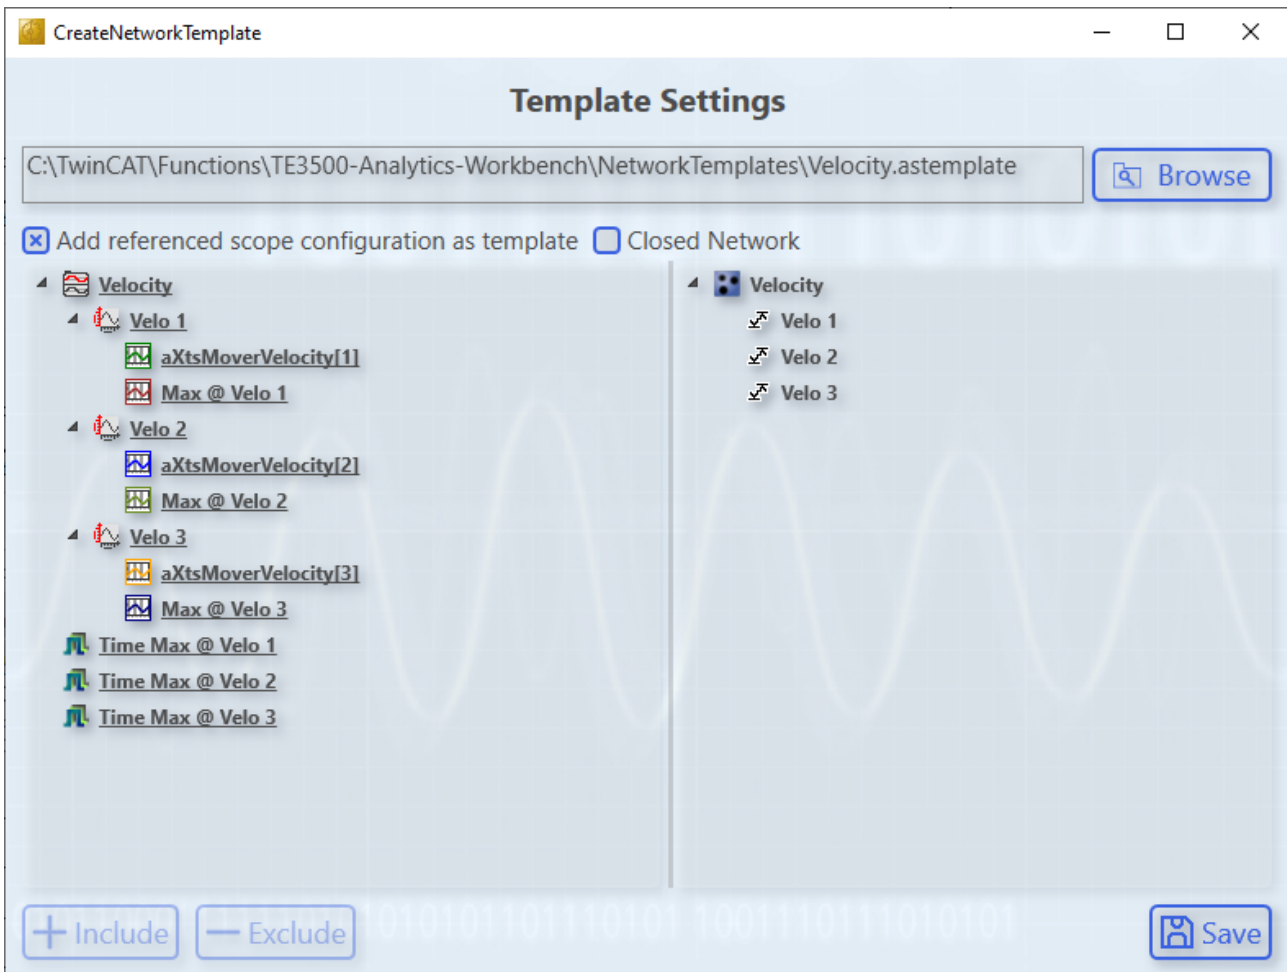 CreateNetworkTemplate
Template Settings
C:\TwinCAT\Functions\TE3500-Analytics-Workbench\NetworkTemplates\Velocity.astemplate
Browse
Add referenced scope configuration as template
Closed Network
Velocity
Velo 1
aXtsMoverVelocity[1]
Max @ Velo 1
Velo 2
aXtsMoverVelocity[2]
Max @ Velo 2
Velo 3
aXtsMoverVelocity[3]
Max @ Velo 3
Time Max @ Velo 1
Time Max @ Velo 2
Time Max @ Velo 3
Velocity
Velo 1
Velo 2
Velo 3
Include
Exclude
Save